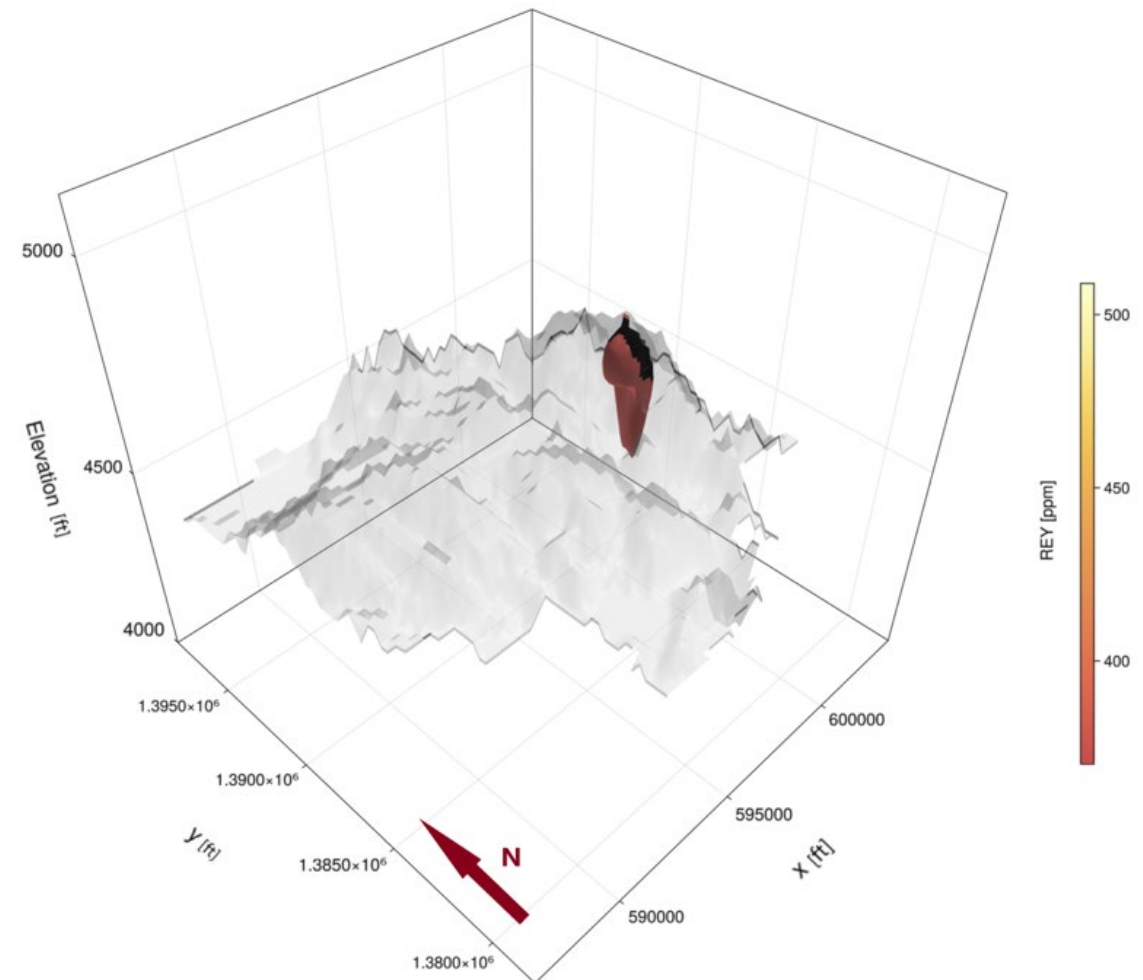 5000
4500
4000
Elevation [ft]
1.3950×10⁶
1.3900×10⁶
1.3850×10⁶
1.3800×10⁶
y [ft]
N
600000
595000
590000
x [ft]
500
450
400
REY [ppm]